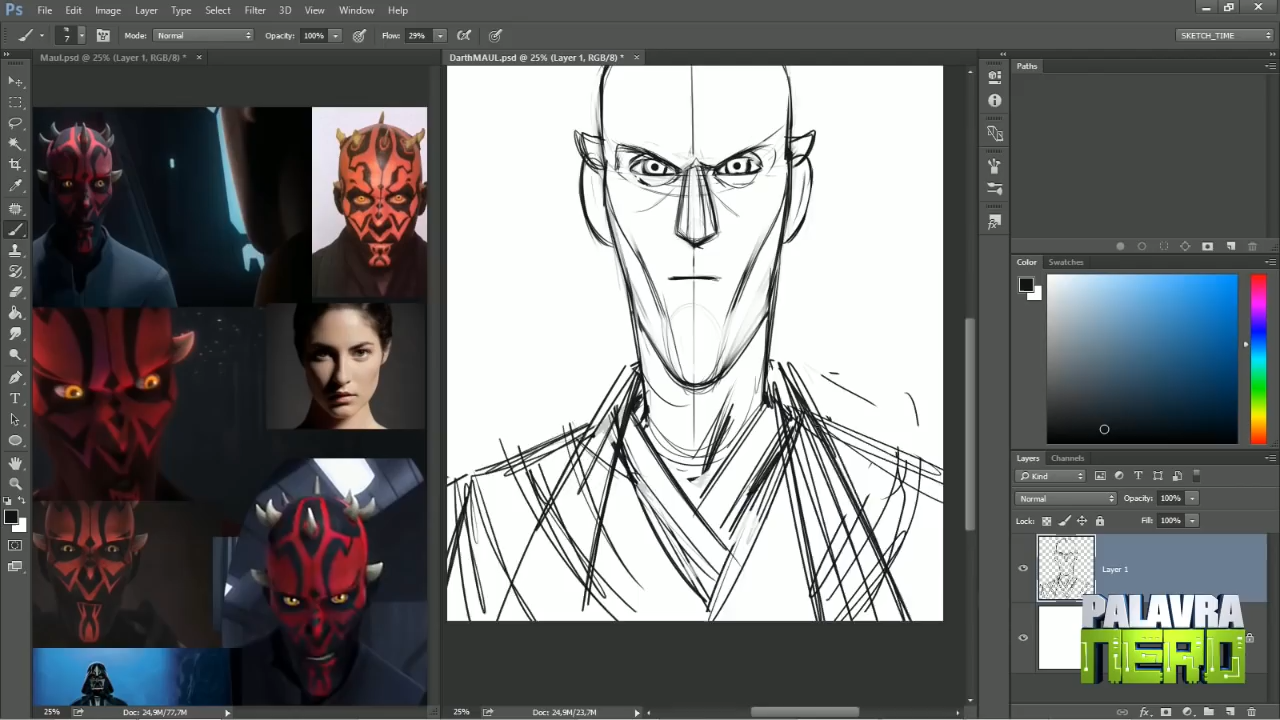 Ps File Edit Image Layer Type Select Filter 3D View Window Help
7 Mode: Normal Opacity: 100% Flow: 29% SKETCH_TIME
Maul.psd @ 25% (Layer 1, RGB/8) * × DarthMAUL.psd @ 25% (Layer 1, RGB/8) * ×
Paths
Color Swatches
Layers Channels
Kind
Normal Opacity: 100%
Lock: Fill: 100%
Layer 1
PALAVRA
NERD
25% Doc: 24,9M/77,7M 25% Doc: 24,9M/23,7M